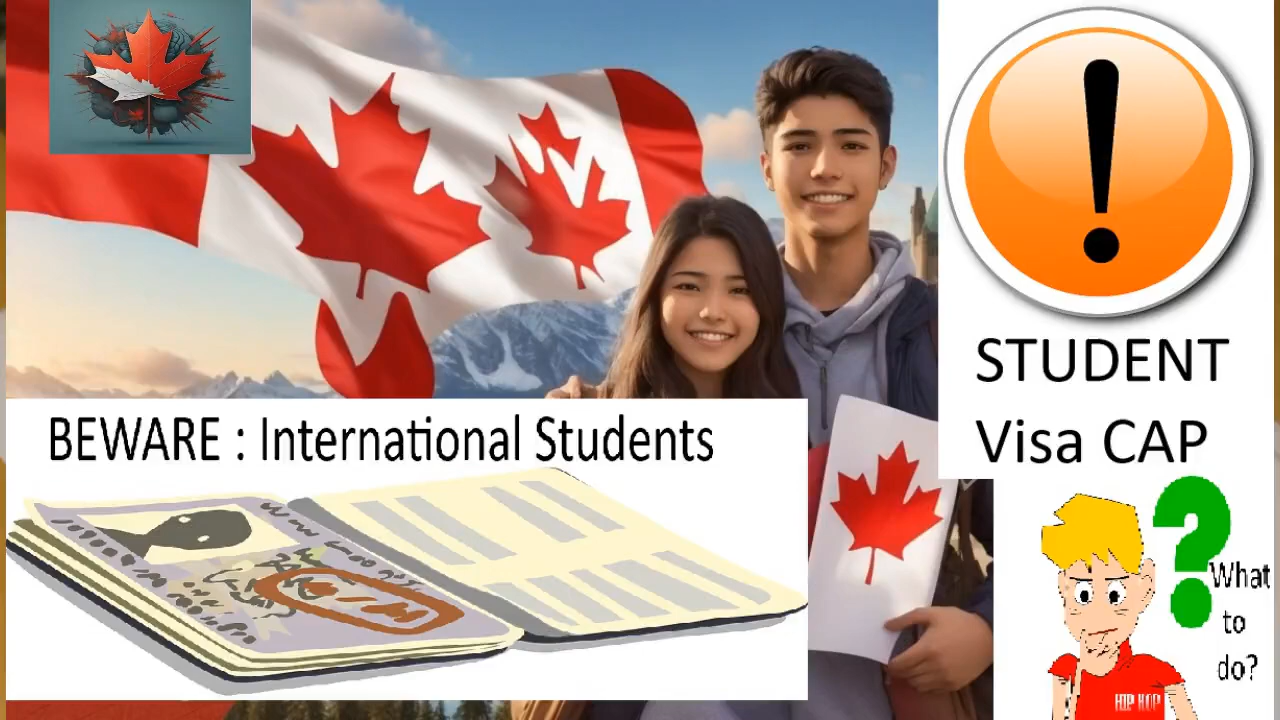 BEWARE : International Students
STUDENT
Visa CAP
What
to
do?
HIP HOP